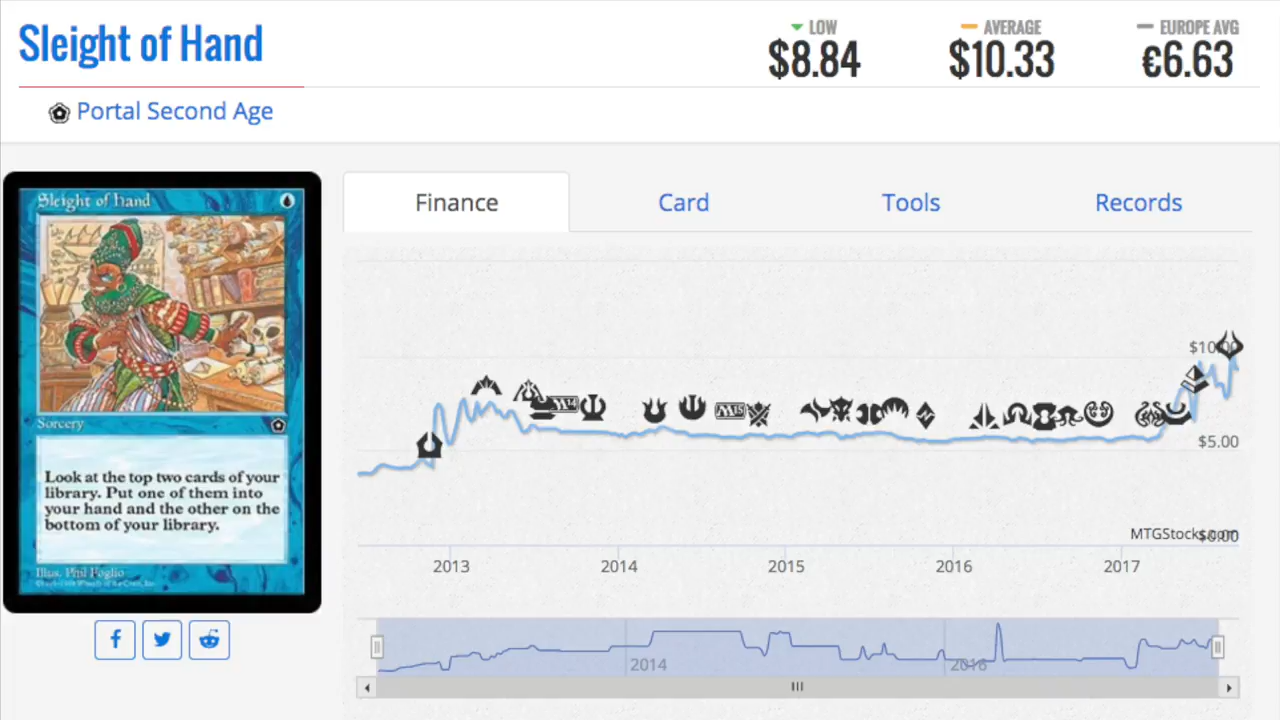 Sleight of Hand
LOW
$8.84
AVERAGE
$10.33
EUROPE AVG
€6.63
Portal Second Age
Sleight of Hand
Sorcery
Look at the top two cards of your
library. Put one of them into
your hand and the other on the
bottom of your library.
Illus. Phil Foglio
Finance
Card
Tools
Records
$10.00
$5.00
MTGStocks.com
$0.00
2013
2014
2015
2016
2017
2014
2016